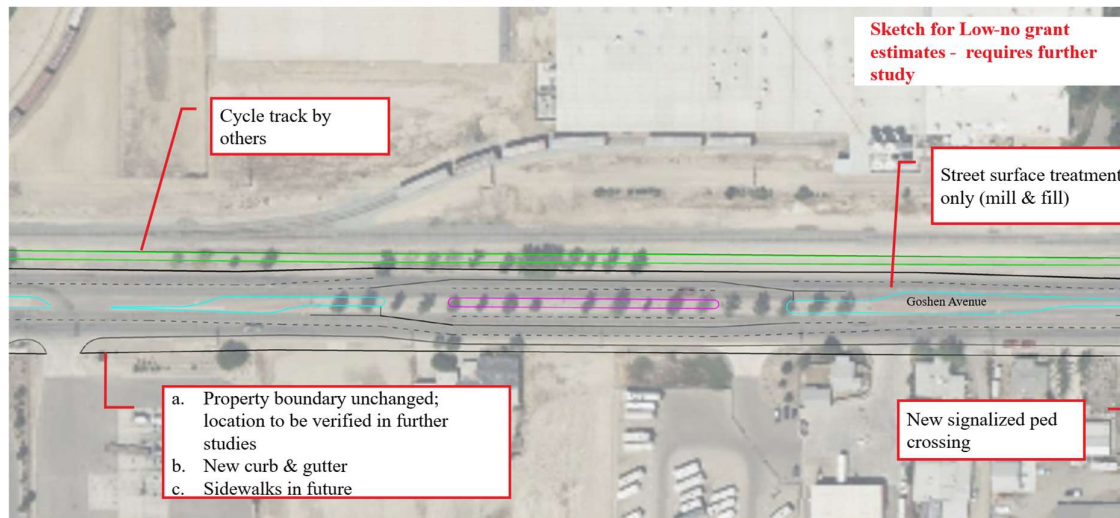 Sketch for Low-no grant
estimates - requires further
study
Cycle track by
others
Street surface treatment
only (mill & fill)
Goshen Avenue
a. Property boundary unchanged;
location to be verified in further
studies
b. New curb & gutter
c. Sidewalks in future
New signalized ped
crossing